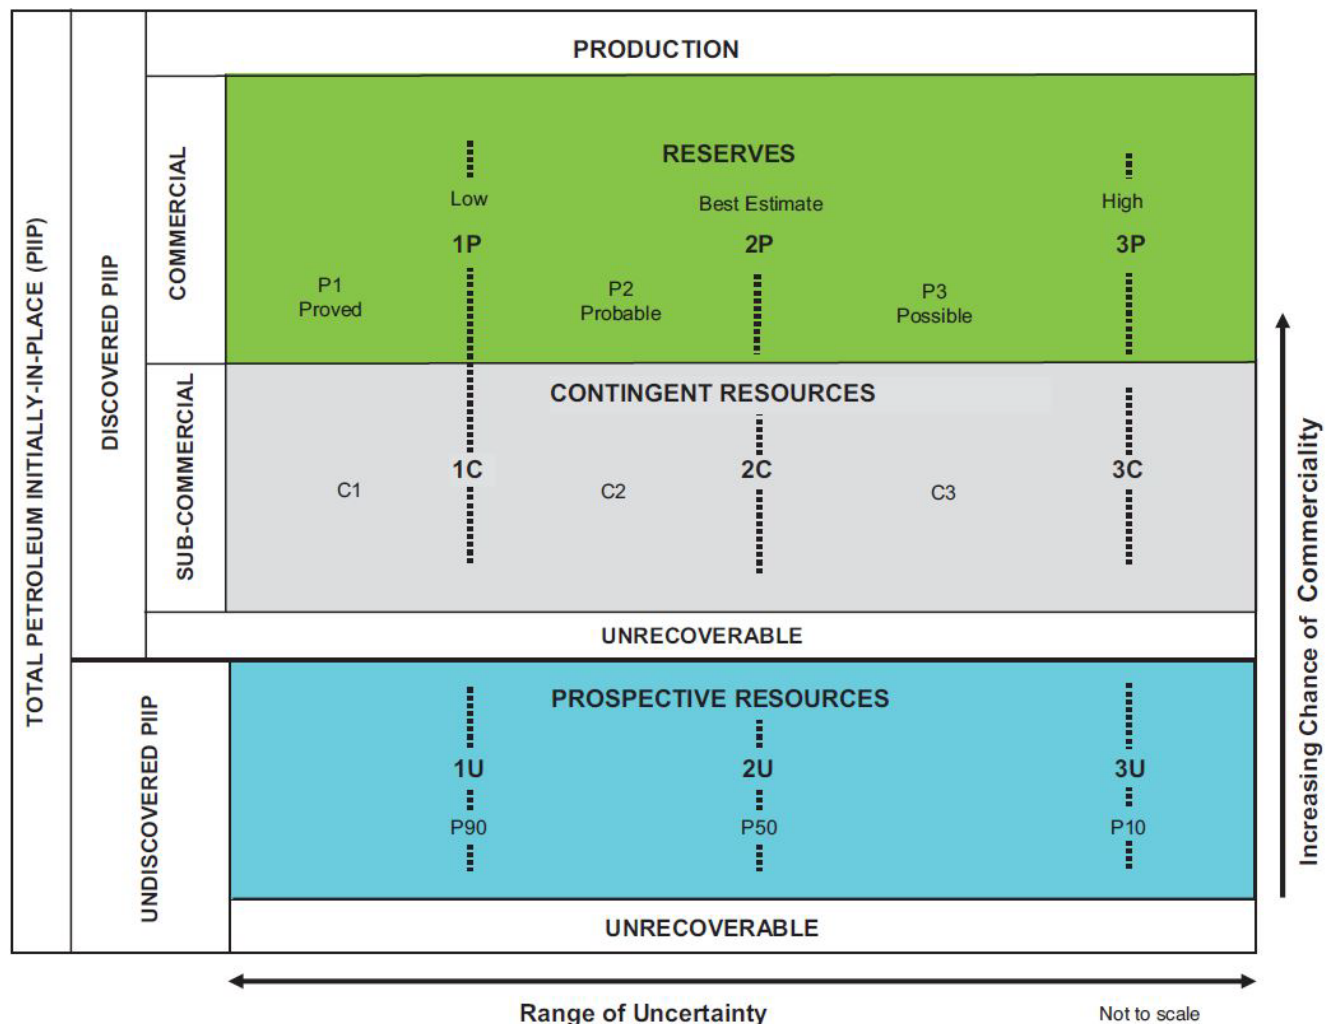 TOTAL PETROLEUM INITIALLY-IN-PLACE (PIIP)
DISCOVERED PIIP
PRODUCTION
COMMERCIAL
RESERVES
Low
Best Estimate
High
1P
2P
3P
P1
Proved
P2
Probable
P3
Possible
SUB-COMMERCIAL
CONTINGENT RESOURCES
1C
2C
3C
C1
C2
C3
UNRECOVERABLE
UNDISCOVERED PIIP
PROSPECTIVE RESOURCES
1U
2U
3U
P90
P50
P10
UNRECOVERABLE
Increasing Chance of Commerciality
Range of Uncertainty
Not to scale